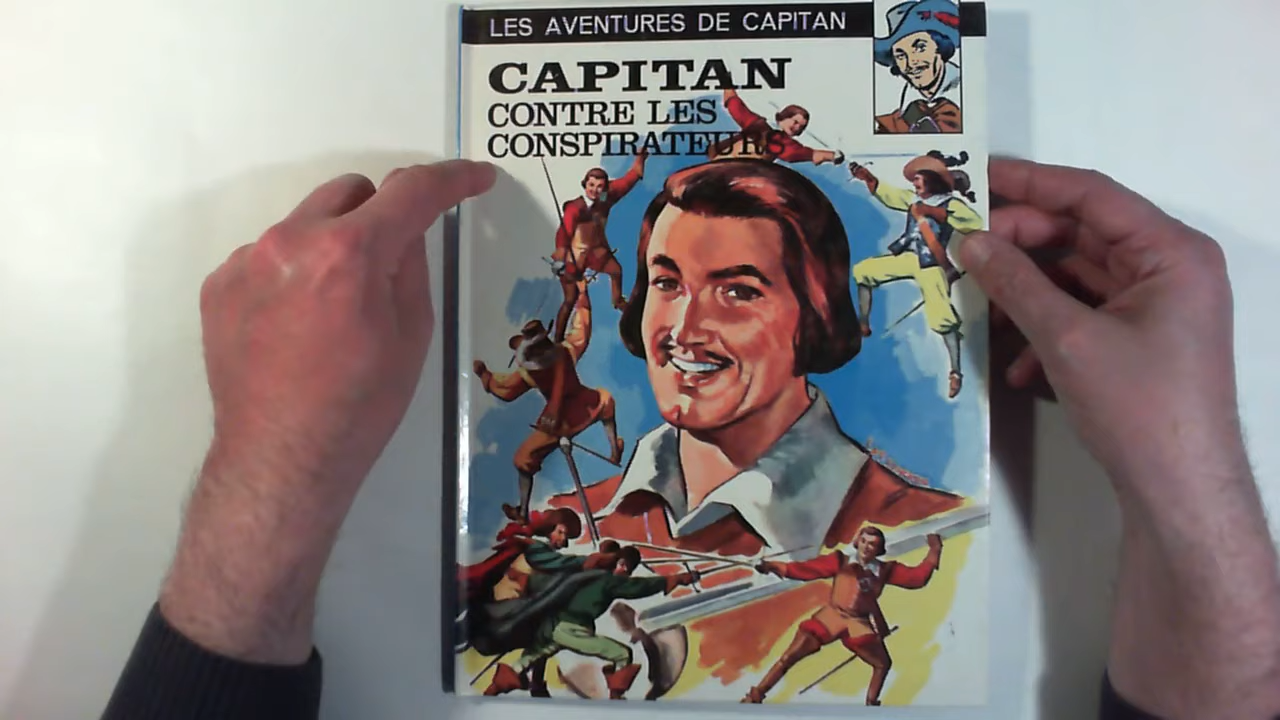 LES AVENTURES DE CAPITAN
CAPITAN
CONTRE LES
CONSPIRATEURS